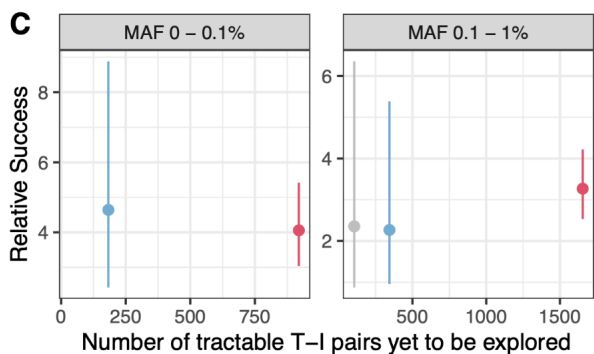 C
MAF 0 – 0.1%
MAF 0.1 – 1%
Relative Success
8
6
4
6
4
2
0 250 500 750
500 1000 1500
Number of tractable T–I pairs yet to be explored